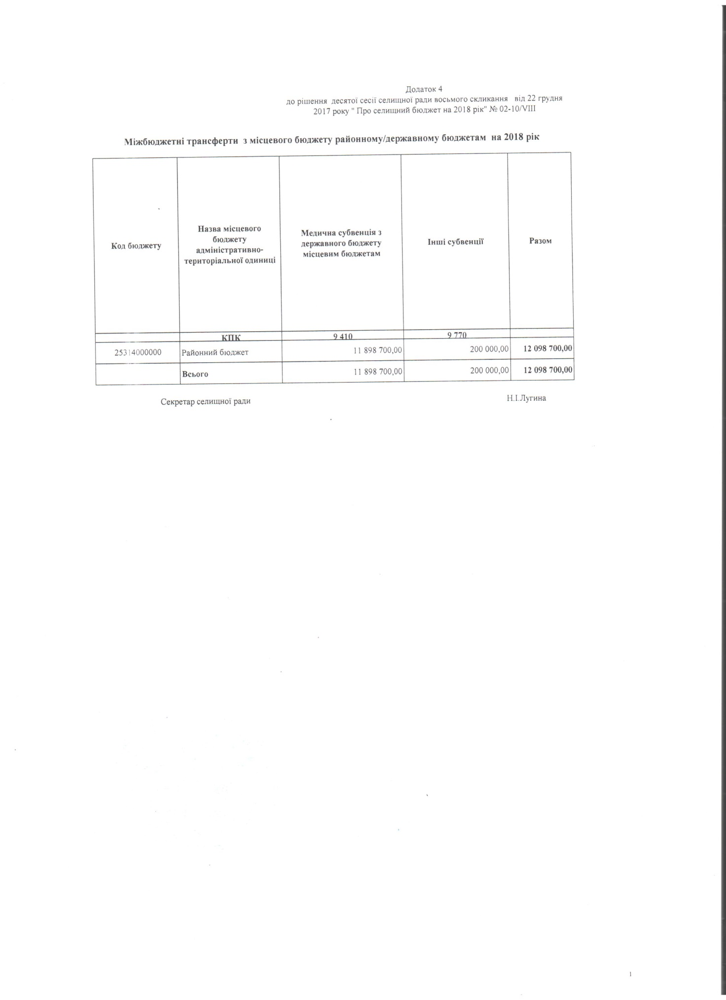 Додаток 4
до рішення десятої сесії селищної ради восьмого скликання від 22 грудня
2017 року " Про селищний бюджет на 2018 рік" № 02-10/VIII
Міжбюджетні трансферти з місцевого бюджету районному/державному бюджетам на 2018 рік
Код бюджету
Назва місцевого
бюджету
адміністративно-
територіальної одиниці
Медична субвенція з
державного бюджету
місцевим бюджетам
Інші субвенції
Разом
КПК 9 410 9 770
25314000000 Районний бюджет 11 898 700,00 200 000,00 12 098 700,00
Всього 11 898 700,00 200 000,00 12 098 700,00
Секретар селищної ради Н.І.Лугина
1